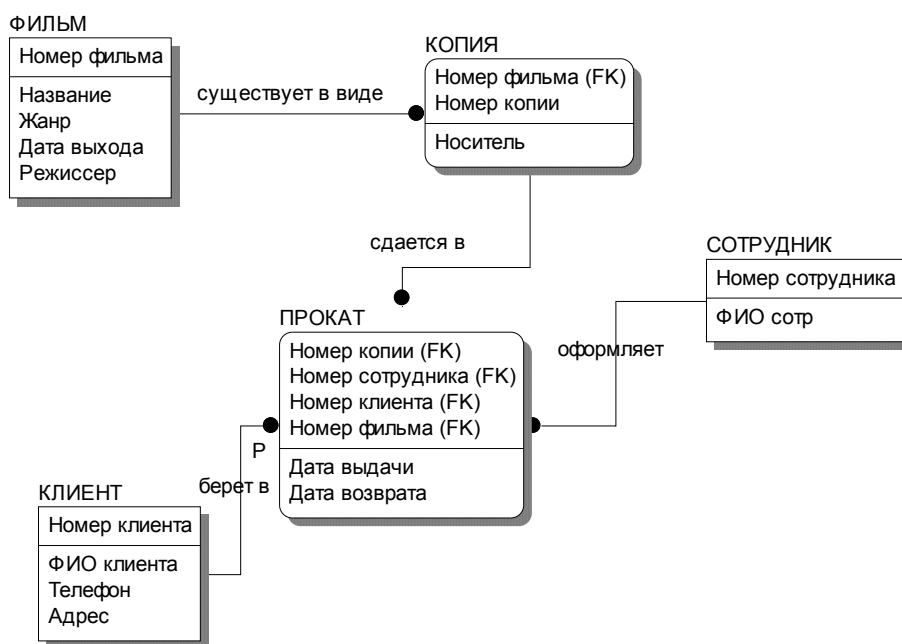 ФИЛЬМ
Номер фильма
Название
Жанр
Дата выхода
Режиссер
существует в виде
КОПИЯ
Номер фильма (FK)
Номер копии
Носитель
сдается в
СОТРУДНИК
Номер сотрудника
ФИО сотр
оформляет
ПРОКАТ
Номер копии (FK)
Номер сотрудника (FK)
Номер клиента (FK)
Номер фильма (FK)
Дата выдачи
Дата возврата
P
берет в
КЛИЕНТ
Номер клиента
ФИО клиента
Телефон
Адрес